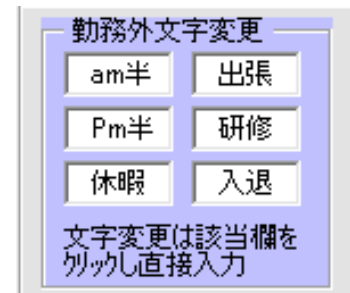 勤務外文字変更
am半 出張
Pm半 研修
休暇 入退
文字変更は該当欄を
クリックし直接入力